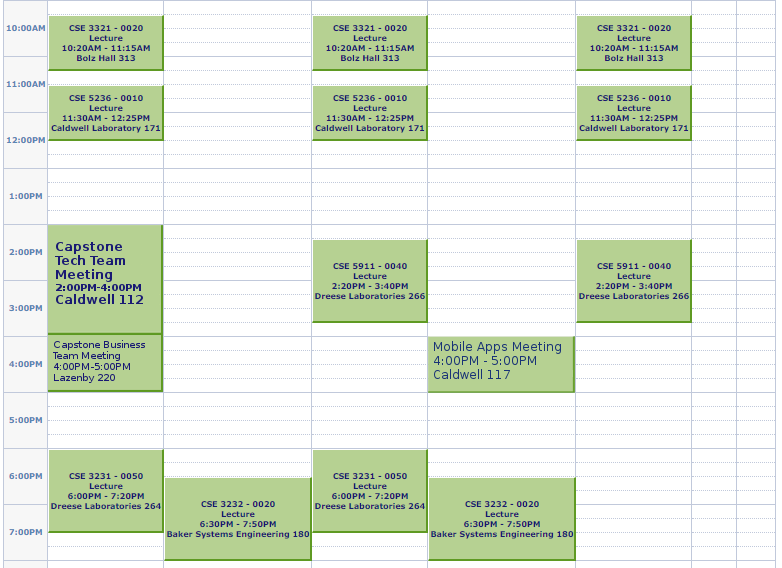 10:00AM
11:00AM
12:00PM
1:00PM
2:00PM
3:00PM
4:00PM
5:00PM
6:00PM
7:00PM
CSE 3321 - 0020
Lecture
10:20AM - 11:15AM
Bolz Hall 313
CSE 5236 - 0010
Lecture
11:30AM - 12:25PM
Caldwell Laboratory 171
Capstone
Tech Team
Meeting
2:00PM-4:00PM
Caldwell 112
Capstone Business
Team Meeting
4:00PM-5:00PM
Lazenby 220
CSE 3231 - 0050
Lecture
6:00PM - 7:20PM
Dreese Laboratories 264
CSE 3232 - 0020
Lecture
6:30PM - 7:50PM
Baker Systems Engineering 180
CSE 3321 - 0020
Lecture
10:20AM - 11:15AM
Bolz Hall 313
CSE 5236 - 0010
Lecture
11:30AM - 12:25PM
Caldwell Laboratory 171
CSE 5911 - 0040
Lecture
2:20PM - 3:40PM
Dreese Laboratories 266
CSE 3231 - 0050
Lecture
6:00PM - 7:20PM
Dreese Laboratories 264
Mobile Apps Meeting
4:00PM - 5:00PM
Caldwell 117
CSE 3232 - 0020
Lecture
6:30PM - 7:50PM
Baker Systems Engineering 180
CSE 3321 - 0020
Lecture
10:20AM - 11:15AM
Bolz Hall 313
CSE 5236 - 0010
Lecture
11:30AM - 12:25PM
Caldwell Laboratory 171
CSE 5911 - 0040
Lecture
2:20PM - 3:40PM
Dreese Laboratories 266